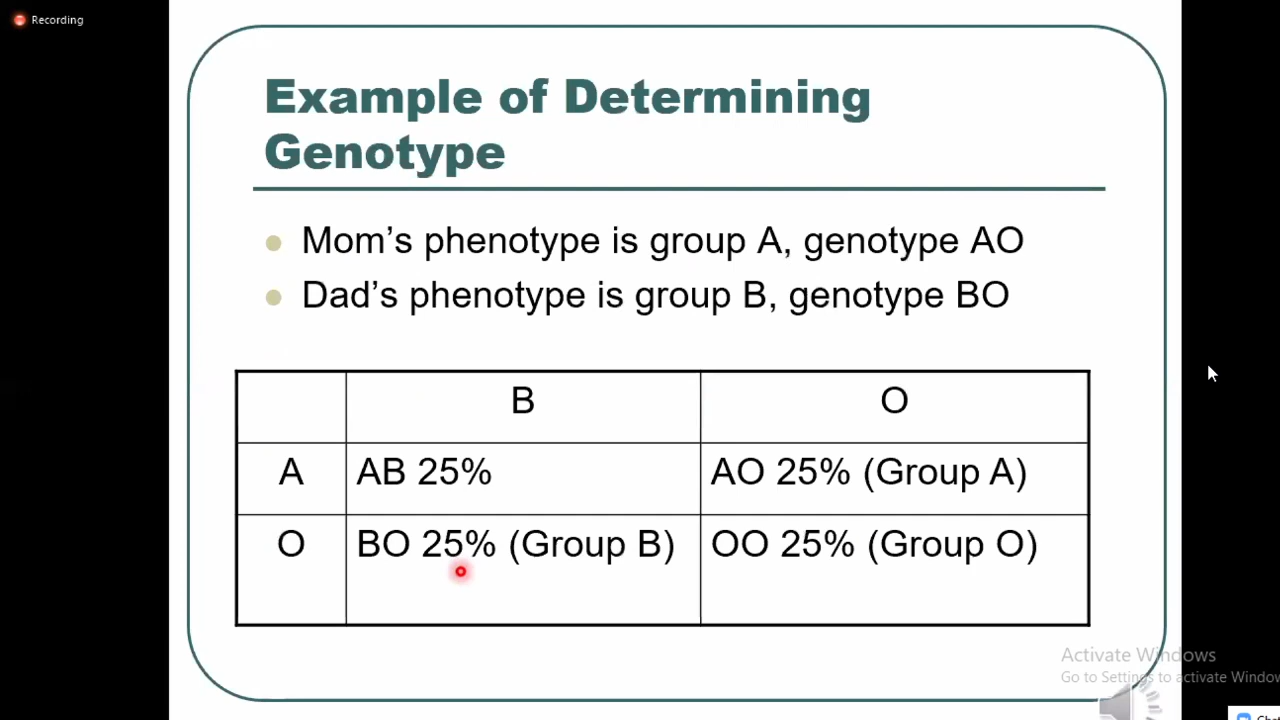 Recording
Example of Determining
Genotype
Mom's phenotype is group A, genotype AO
Dad's phenotype is group B, genotype BO
B O
A AB 25% AO 25% (Group A)
O BO 25% (Group B) OO 25% (Group O)
Activate Windows
Go to Settings to activate Window